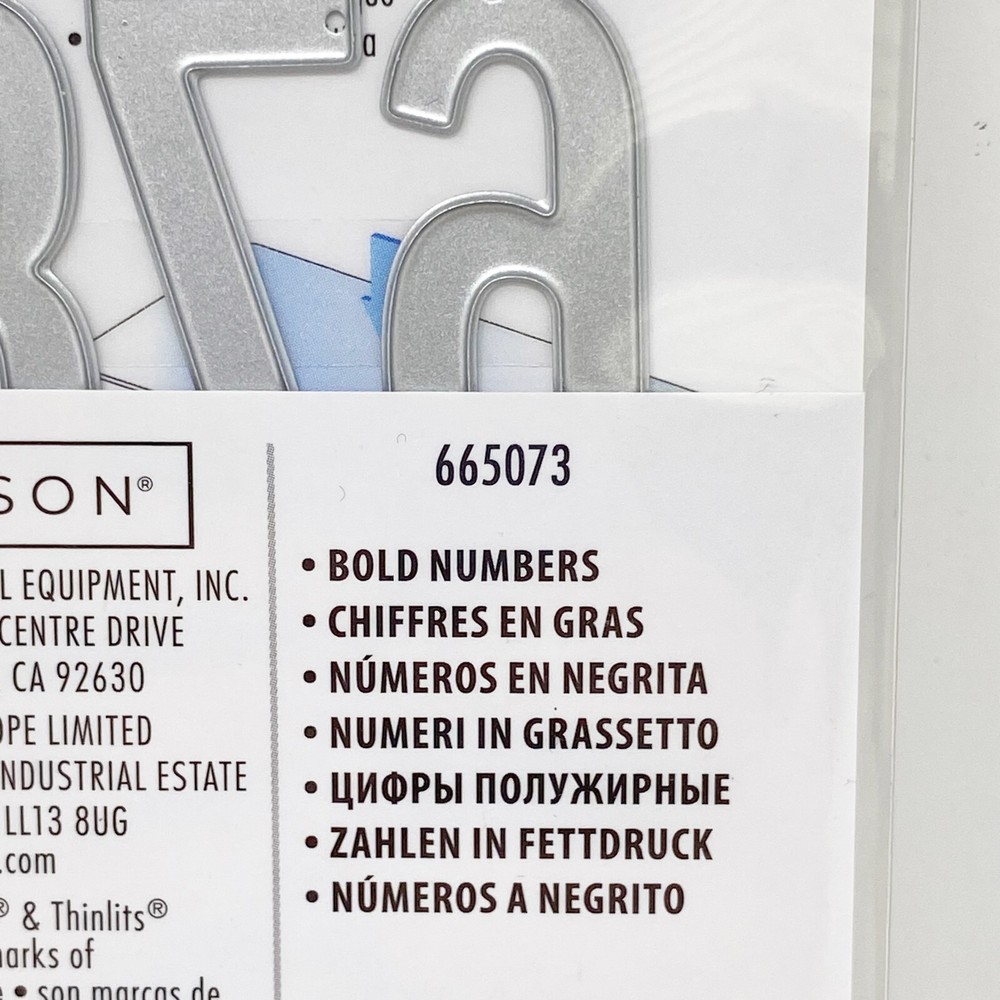 a
SON®
L EQUIPMENT, INC.
CENTRE DRIVE
CA 92630
OPE LIMITED
NDUSTRIAL ESTATE
LL13 8UG
.com
® & Thinlits®
marks of
• son marcas de
665073
• BOLD NUMBERS
• CHIFFRES EN GRAS
• NÚMEROS EN NEGRITA
• NUMERI IN GRASSETTO
• ЦИФРЫ ПОЛУЖИРНЫЕ
• ZAHLEN IN FETTDRUCK
• NÚMEROS A NEGRITO